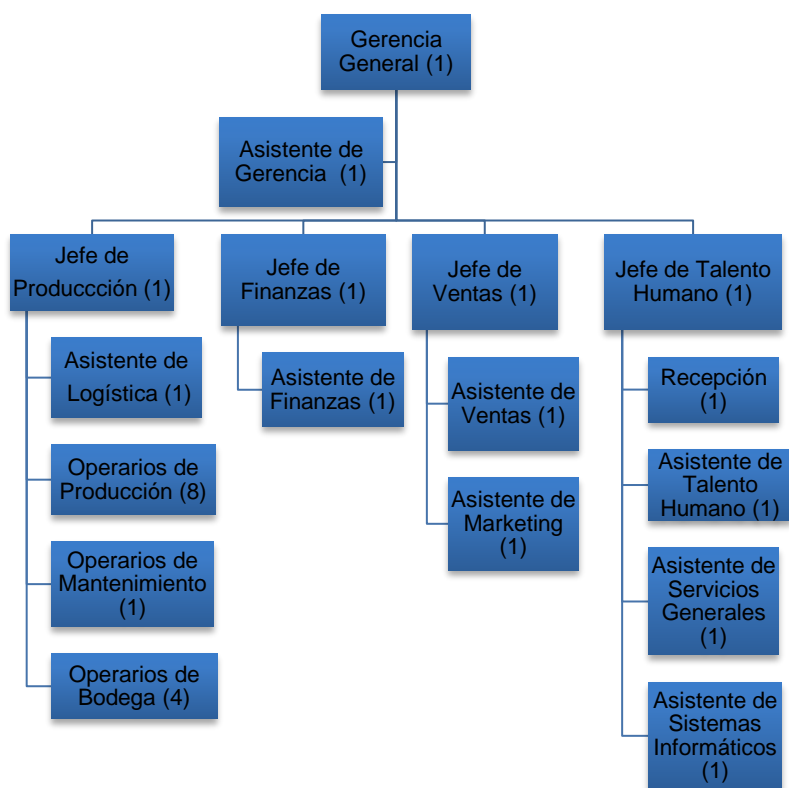 Gerencia
General (1)
Asistente de
Gerencia (1)
Jefe de
Produccción (1)
Jefe de
Finanzas (1)
Jefe de
Ventas (1)
Jefe de Talento
Humano (1)
Asistente de
Logística (1)
Operarios de
Producción (8)
Operarios de
Mantenimiento
(1)
Operarios de
Bodega (4)
Asistente de
Finanzas (1)
Asistente de
Ventas (1)
Asistente de
Marketing
(1)
Recepción
(1)
Asistente de
Talento
Humano (1)
Asistente de
Servicios
Generales
(1)
Asistente de
Sistemas
Informáticos
(1)